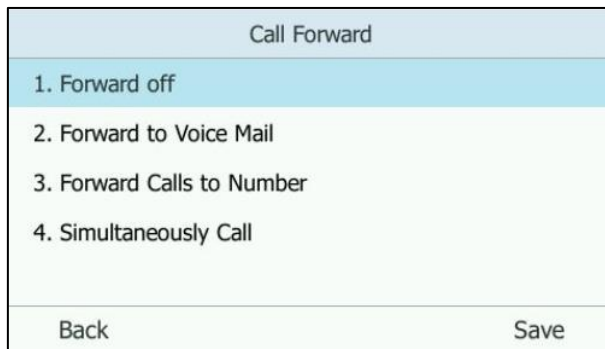 Call Forward
1. Forward off
2. Forward to Voice Mail
3. Forward Calls to Number
4. Simultaneously Call
Back Save